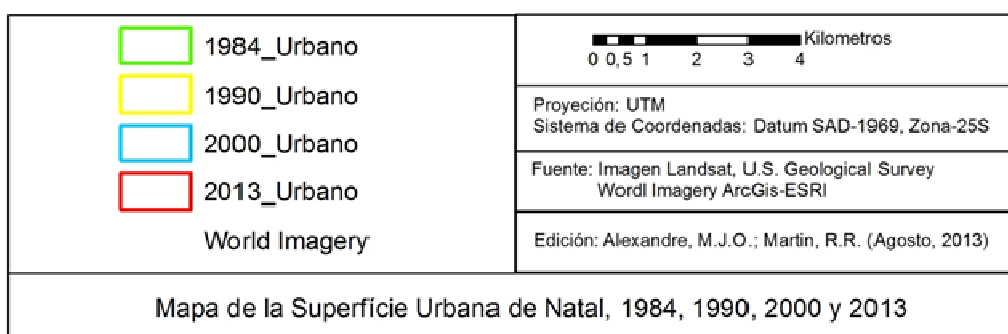 1984_Urbano
1990_Urbano
2000_Urbano
2013_Urbano
World Imagery
Kilometros
0 0,5 1 2 3 4
Proyeción: UTM
Sistema de Coordenadas: Datum SAD-1969, Zona-25S
Fuente: Imagen Landsat, U.S. Geological Survey
Wordl Imagery ArcGis-ESRI
Edición: Alexandre, M.J.O.; Martin, R.R. (Agosto, 2013)
Mapa de la Superfície Urbana de Natal, 1984, 1990, 2000 y 2013